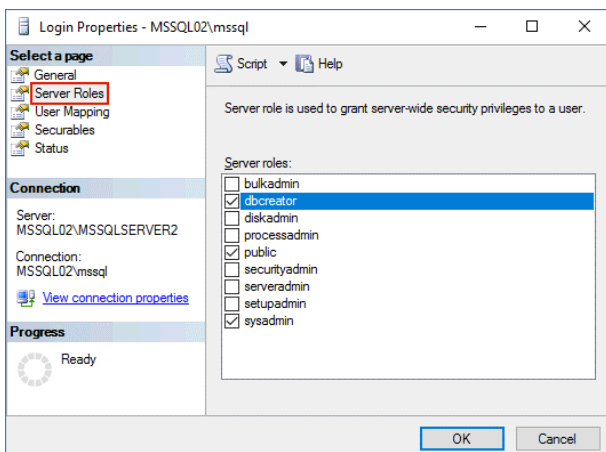 Login Properties - MSSQL02\mssql
Select a page
General
Server Roles
User Mapping
Securables
Status
Connection
Server:
MSSQL02\MSSQLSERVER2
Connection:
MSSQL02\mssql
View connection properties
Progress
Ready
Script
Help
Server role is used to grant server-wide security privileges to a user.
Server roles:
bulkadmin
dbcreator
diskadmin
processadmin
public
securityadmin
serveradmin
setupadmin
sysadmin
OK
Cancel